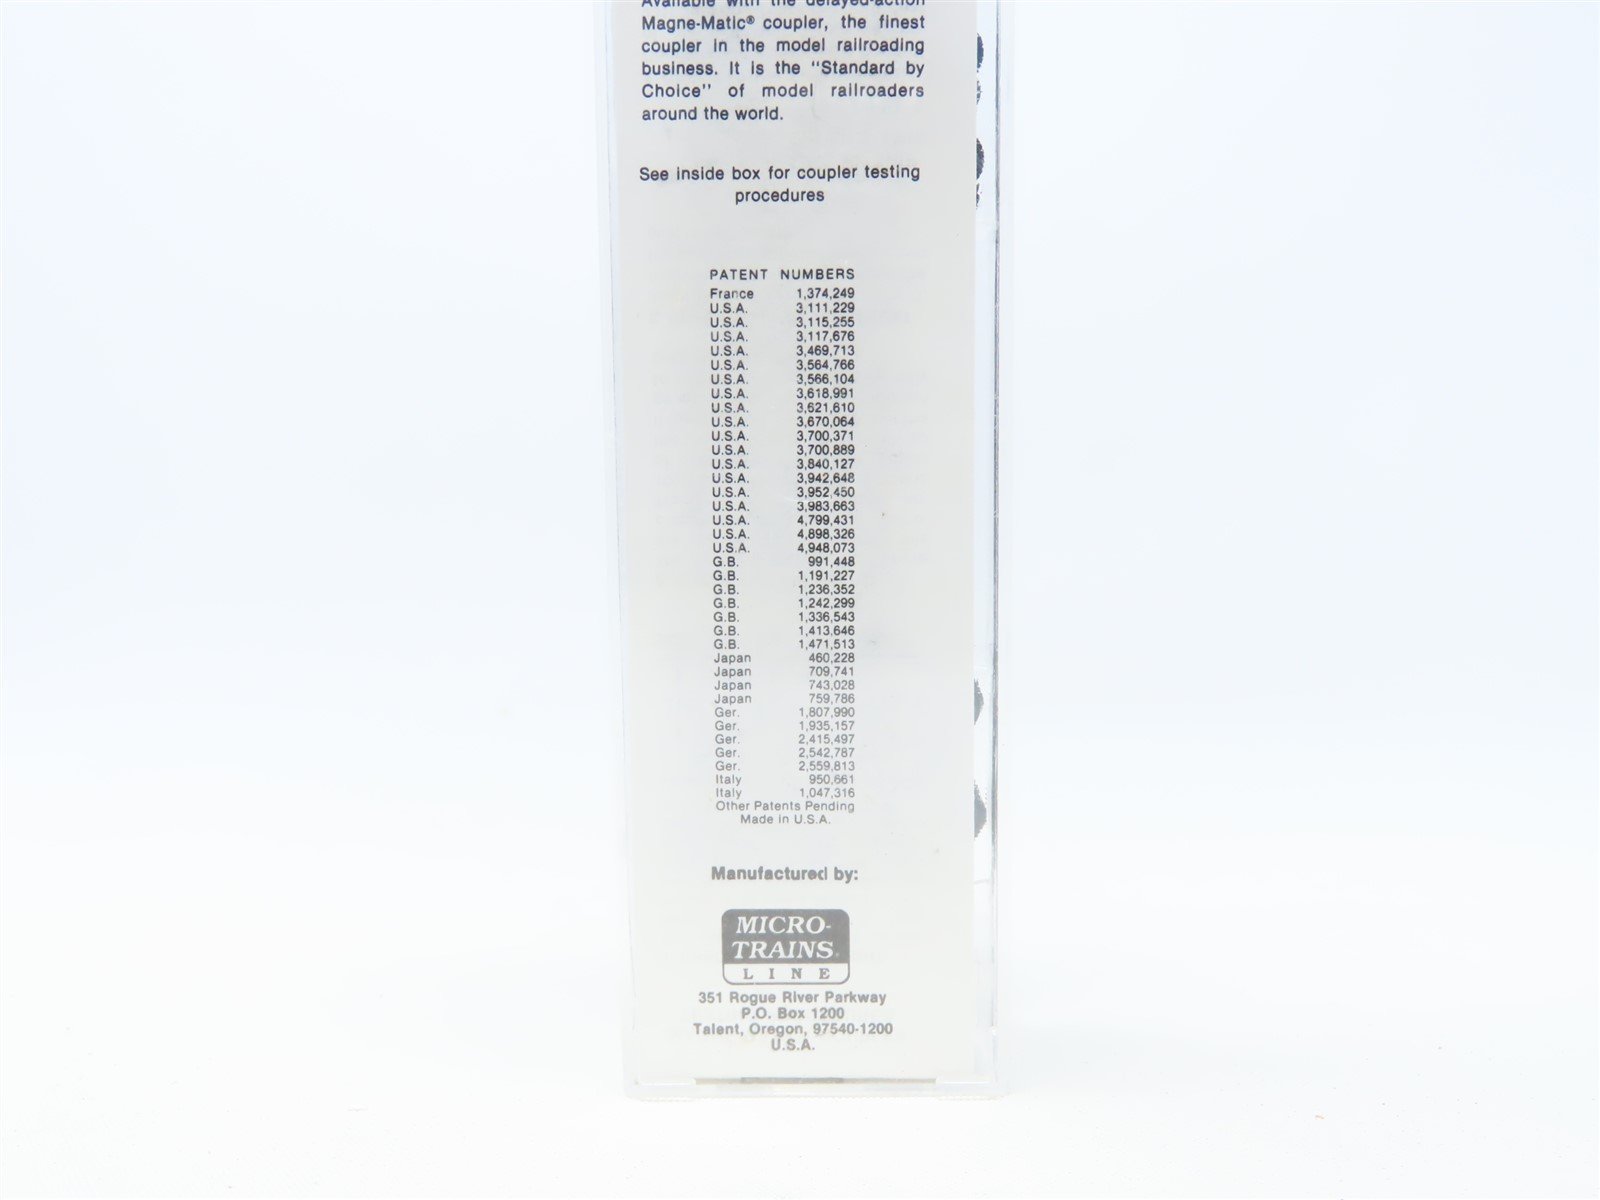 Available with the delayed-action
Magne-Matic® coupler, the finest
coupler in the model railroading
business. It is the "Standard by
Choice" of model railroaders
around the world.
See inside box for coupler testing
procedures
PATENT NUMBERS
France 1,374,249
U.S.A. 3,111,229
U.S.A. 3,115,255
U.S.A. 3,117,676
U.S.A. 3,469,713
U.S.A. 3,564,766
U.S.A. 3,566,104
U.S.A. 3,618,991
U.S.A. 3,621,610
U.S.A. 3,670,064
U.S.A. 3,700,371
U.S.A. 3,700,889
U.S.A. 3,840,127
U.S.A. 3,942,648
U.S.A. 3,952,450
U.S.A. 3,983,663
U.S.A. 4,799,431
U.S.A. 4,898,326
U.S.A. 4,948,073
G.B. 991,448
G.B. 1,191,227
G.B. 1,236,352
G.B. 1,242,299
G.B. 1,336,543
G.B. 1,413,646
G.B. 1,471,513
Japan 460,228
Japan 709,741
Japan 743,028
Japan 759,786
Ger. 1,807,990
Ger. 1,935,157
Ger. 2,415,497
Ger. 2,542,787
Ger. 2,559,813
Italy 950,661
Italy 1,047,316
Other Patents Pending
Made in U.S.A.
Manufactured by:
MICRO-
TRAINS
LINE
351 Rogue River Parkway
P.O. Box 1200
Talent, Oregon, 97540-1200
U.S.A.